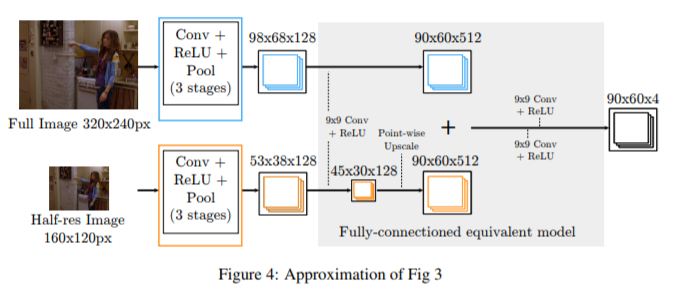 Full Image 320x240px
Conv +
ReLU +
Pool
(3 stages)
98x68x128
90x60x512
9x9 Conv
+ ReLU
Point-wise
Upscale
+
9x9 Conv
+ ReLU
9x9 Conv
+ ReLU
90x60x4
Half-res Image
160x120px
Conv +
ReLU +
Pool
(3 stages)
53x38x128
45x30x128
90x60x512
Fully-connectioned equivalent model
Figure 4: Approximation of Fig 3